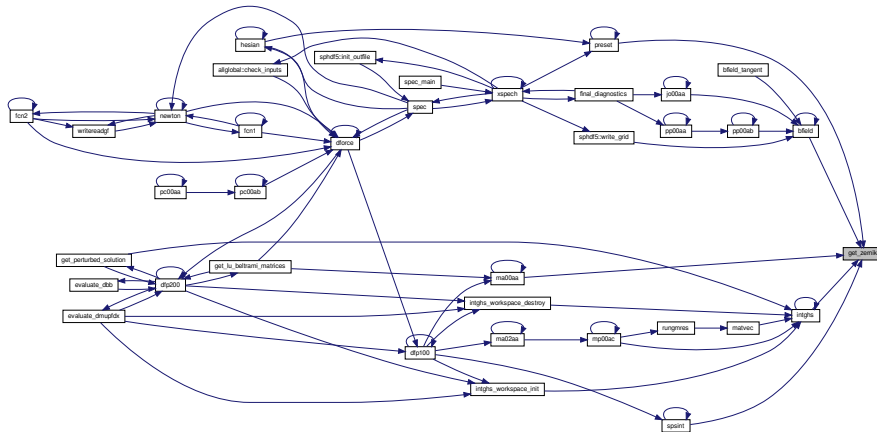 hesian
preset
sphdf5::init_outfile
allglobal::check_inputs
bfield_tangent
spec_main
xspech
final_diagnostics
jo00aa
spec
fcn2
newton
writereadgf
fcn1
pp00aa
pp00ab
bfield
sphdf5::write_grid
dforce
pc00aa
pc00ab
get_zernik
get_perturbed_solution
get_lu_beltrami_matrices
ma00aa
evaluate_dbb
dfp200
intghs_workspace_destroy
evaluate_dmupfdx
intghs
rungmres
matvec
ma02aa
mp00ac
dfp100
intghs_workspace_init
spsint